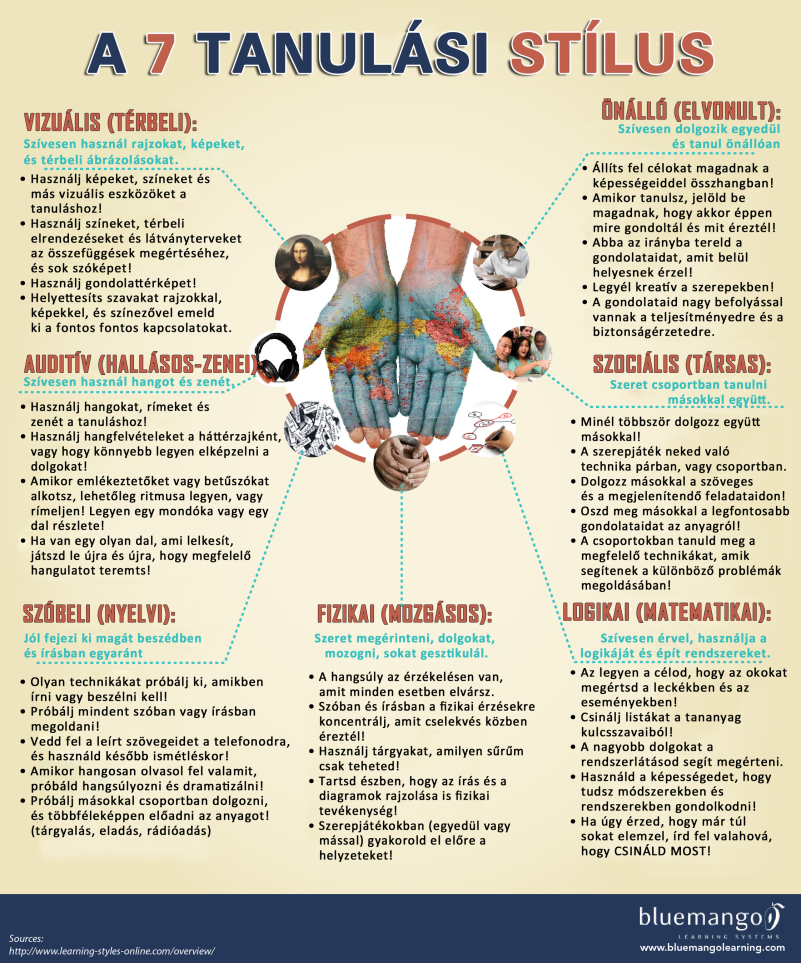 A 7 TANULÁSI STÍLUS
VIZUÁLIS (TÉRBELI):
Szívesen használ rajzokat, képeket,
és térbeli ábrázolásokat.
• Használj képeket, színeket és
más vizuális eszközöket a
tanuláshoz!
• Használj színeket, térbeli
elrendezéseket és látványterveket
az összefüggések megértéséhez,
és sok szóképet!
• Használj gondolattérképet!
• Helyettesíts szavakat rajzokkal,
képekkel, és színezővel emeld
ki a fontos fontos kapcsolatokat.
AUDITÍV (HALLÁSOS-ZENEI)
Szívesen használ hangot és zenét.
• Használj hangokat, rímeket és
zenét a tanuláshoz!
• Használj hangfelvételeket a háttérzajként,
vagy hogy könnyebb legyen elképzelni a
dolgokat!
• Amikor emlékeztetőket vagy betűszókat
alkotsz, lehetőleg ritmusa legyen, vagy
rímeljen! Legyen egy mondóka vagy egy
dal részlete!
• Ha van egy olyan dal, ami lelkesít,
játszd le újra és újra, hogy megfelelő
hangulatot teremts!
SZÓBELI (NYELVI):
Jól fejezi ki magát beszédben
és írásban egyaránt
• Olyan technikákat próbálj ki, amikben
írni vagy beszélni kell!
• Próbálj mindent szóban vagy írásban
megoldani!
• Vedd fel a leírt szövegeidet a telefonodra,
és használd később ismétléskor!
• Amikor hangosan olvasol fel valamit,
próbáld hangsúlyozni és dramatizálni!
• Próbálj másokkal csoportban dolgozni,
és többféleképpen előadni az anyagot!
(tárgyalás, eladás, rádióadás)
FIZIKAI (MOZGÁSOS):
Szeret megérinteni, dolgokat,
mozogni, sokat gesztikulál.
• A hangsúly az érzékelésen van,
amit minden esetben elvársz.
• Szóban és írásban a fizikai érzésekre
koncentrálj, amit cselekvés közben
éreztél!
• Használj tárgyakat, amilyen sűrűm
csak teheted!
• Tartsd észben, hogy az írás és a
diagramok rajzolása is fizikai
tevékenység!
• Szerepjátékokban (egyedül vagy
mással) gyakorold el előre a
helyzeteket!
ÖNÁLLÓ (ELVONULT):
Szívesen dolgozik egyedül
és tanul önállóan
• Állíts fel célokat magadnak a
képességeiddel összhangban!
• Amikor tanulsz, jelöld be
magadnak, hogy akkor éppen
mire gondoltál és mit éreztél!
• Abba az irányba tereld a
gondolataidat, amit belül
helyesnek érzel!
• Legyél kreatív a szerepekben!
• A gondolataid nagy befolyással
vannak a teljesítményedre és a
biztonságérzetedre.
SZOCIÁLIS (TÁRSAS):
Szeret csoportban tanulni
másokkal együtt.
• Minél többször dolgozz együtt
másokkal!
• A szerepjáték neked való
technika párban, vagy csoportban.
• Dolgozz másokkal a szöveges
és a megjelenítendő feladataidon!
• Oszd meg másokkal a legfontosabb
gondolataidat az anyagról!
• A csoportokban tanuld meg a
megfelelő technikákat, amik
segítenek a különböző problémák
megoldásában!
LOGIKAI (MATEMATIKAI):
Szívesen érvel, használja a
logikáját és épít rendszereket.
• Az legyen a célod, hogy az okokat
megértsd a leckékben és az
eseményekben!
• Csinálj listákat a tananyag
kulcsszavaiból!
• A nagyobb dolgokat a
rendszerlátásod segít megérteni.
• Használd a képességedet, hogy
tudsz módszerekben és
rendszerekben gondolkodni!
• Ha úgy érzed, hogy már túl
sokat elemzel, írd fel valahová,
hogy CSINÁLD MOST!
Sources:
http://www.learning-styles-online.com/overview/
bluemango
LEARNING SYSTEMS
www.bluemangolearning.com